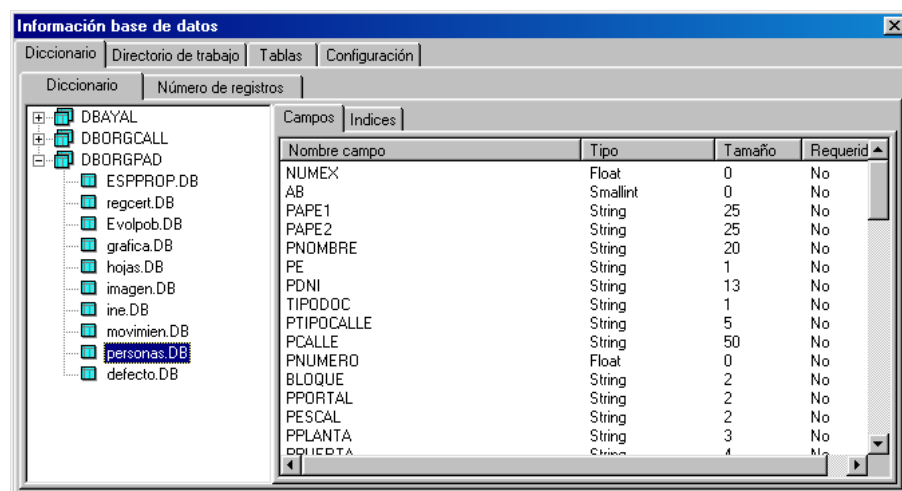 Información base de datos
Diccionario Directorio de trabajo Tablas Configuración
Diccionario Número de registros
DBAYAL
DBORGCALL
DBORGPAD
ESPPROP.DB
regcert.DB
Evolpob.DB
grafica.DB
hojas.DB
imagen.DB
ine.DB
movimien.DB
personas.DB
defecto.DB
Campos Indices
Nombre campo Tipo Tamaño Requerid
NUMEX Float 0 No
AB Smallint 0 No
PAPE1 String 25 No
PAPE2 String 25 No
PNOMBRE String 20 No
PE String 1 No
PDNI String 13 No
TIPODOC String 1 No
PTIPOCALLE String 5 No
PCALLE String 50 No
PNUMERO Float 0 No
BLOQUE String 2 No
PPORTAL String 2 No
PESCAL String 2 No
PPLANTA String 3 No
PPUERTA String 4 No